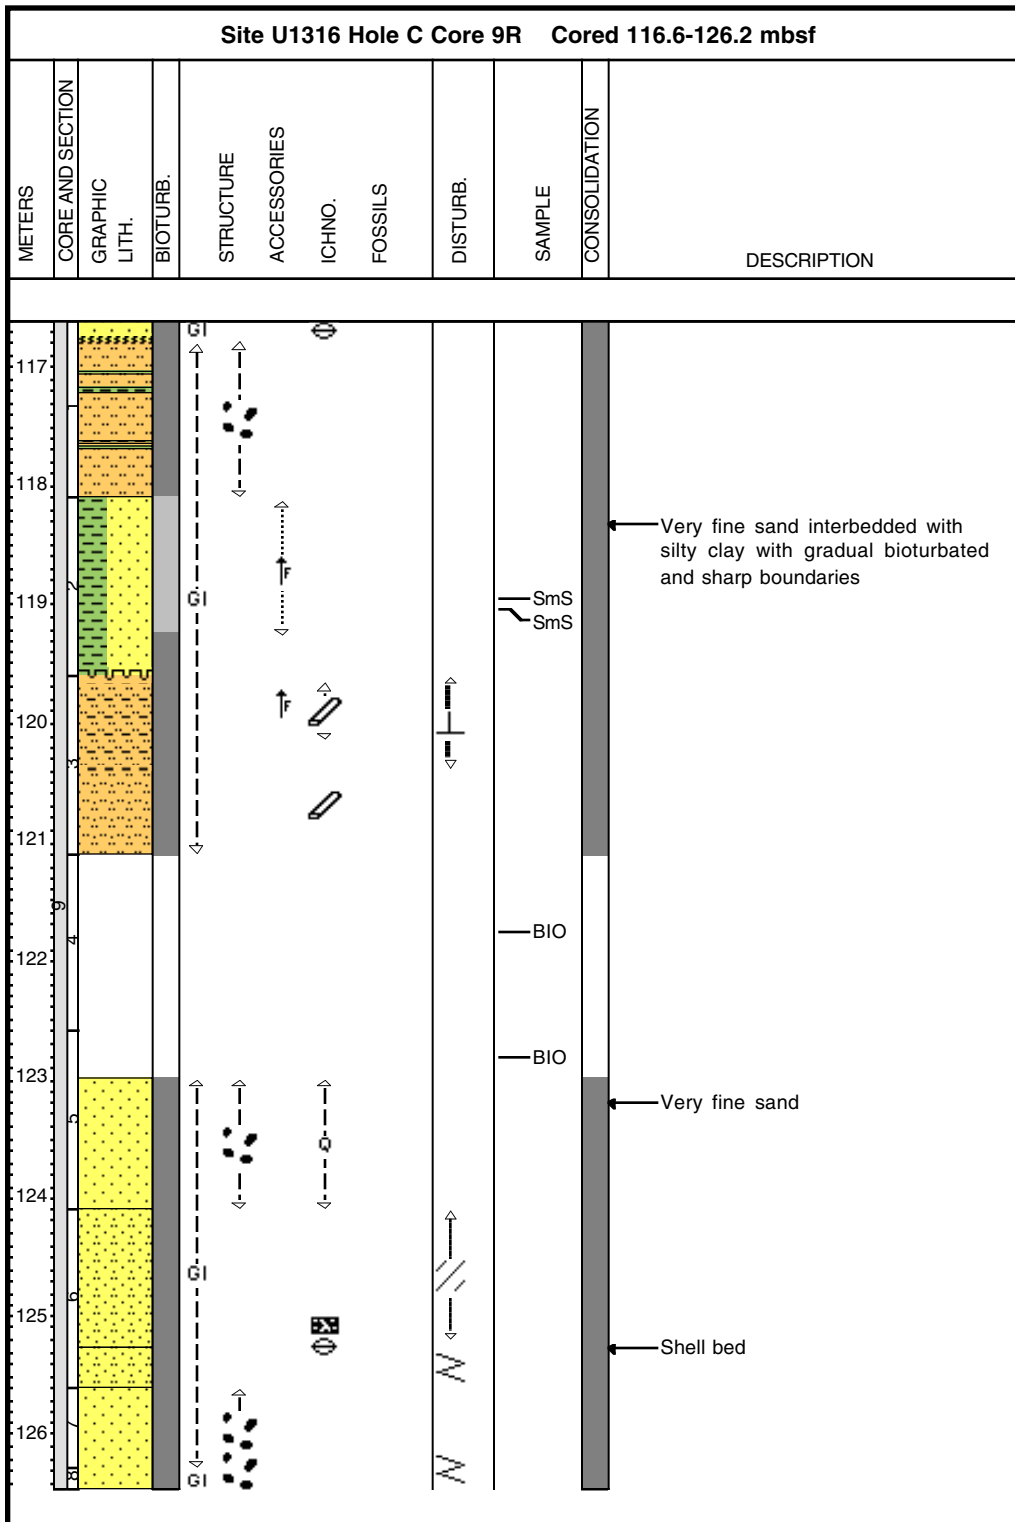 Site U1316 Hole C Core 9R Cored 116.6-126.2 mbsf
METERS
CORE AND SECTION
GRAPHIC
LITH.
BIOTURB.
STRUCTURE
ACCESSORIES
ICHNO.
FOSSILS
DISTURB.
SAMPLE
CONSOLIDATION
DESCRIPTION
GI
117
118
Very fine sand interbedded with
silty clay with gradual bioturbated
and sharp boundaries
F
2
119
GI
SmS
SmS
F
120
3
121
9
4
BIO
122
BIO
123
Very fine sand
5
Q
124
GI
6
125
Shell bed
7
126
8
GI